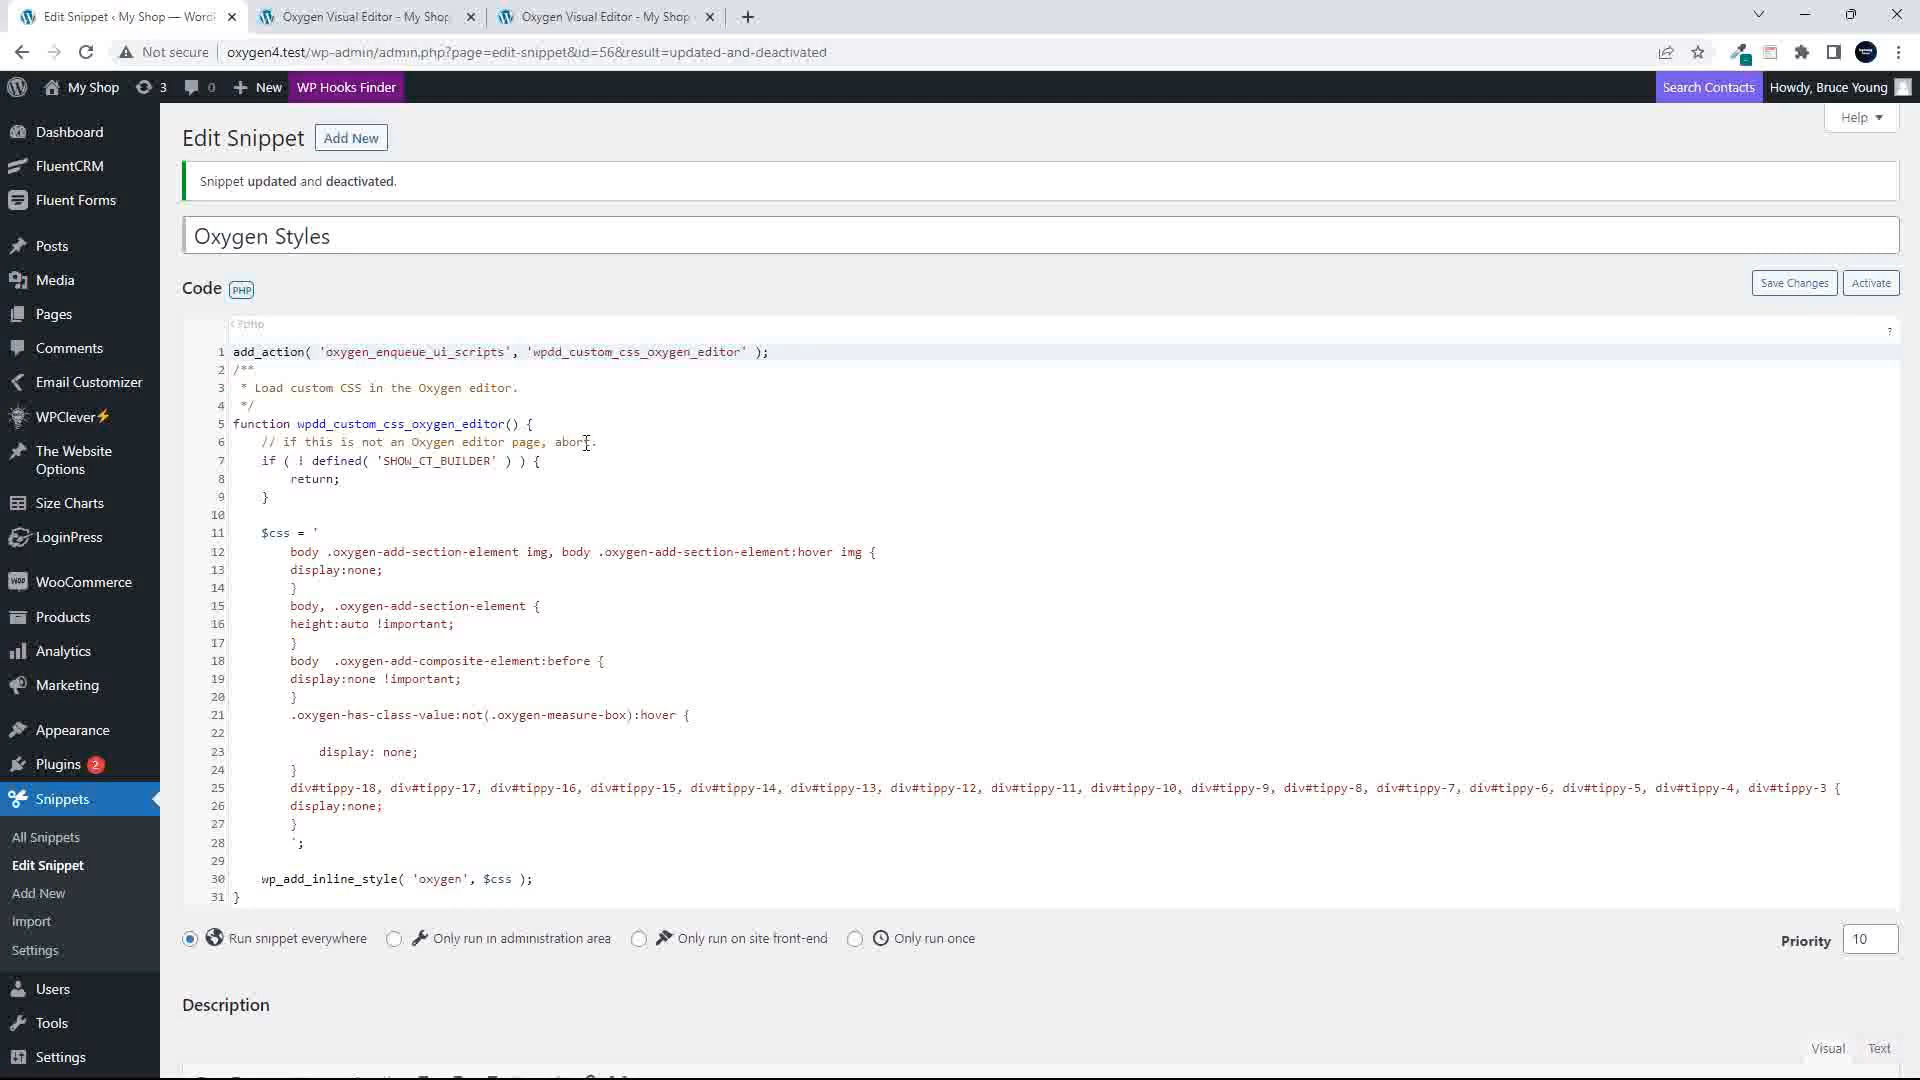 Edit Snippet ‹ My Shop — Word
Oxygen Visual Editor - My Shop
Oxygen Visual Editor - My Shop
Not secure
oxygen4.test/wp-admin/admin.php?page=edit-snippet&id=56&result=updated-and-deactivated
My Shop
3
0
New
WP Hooks Finder
Search Contacts
Howdy, Bruce Young
Dashboard
FluentCRM
Fluent Forms
Posts
Media
Pages
Comments
Email Customizer
WPClever⚡
The Website
Options
Size Charts
LoginPress
WooCommerce
Products
Analytics
Marketing
Appearance
Plugins 2
Snippets
All Snippets
Edit Snippet
Add New
Import
Settings
Users
Tools
Settings
Help
Edit Snippet
Add New
Snippet updated and deactivated.
Oxygen Styles
Code PHP
Save Changes
Activate
<?php
?
1 add_action( 'oxygen_enqueue_ui_scripts', 'wpdd_custom_css_oxygen_editor' );
2 /**
3 * Load custom CSS in the Oxygen editor.
4 */
5 function wpdd_custom_css_oxygen_editor() {
6 // if this is not an Oxygen editor page, abort.
7 if ( ! defined( 'SHOW_CT_BUILDER' ) ) {
8 return;
9 }
10
11 $css = '
12 body .oxygen-add-section-element img, body .oxygen-add-section-element:hover img {
13 display:none;
14 }
15 body, .oxygen-add-section-element {
16 height:auto !important;
17 }
18 body  .oxygen-add-composite-element:before {
19 display:none !important;
20 }
21 .oxygen-has-class-value:not(.oxygen-measure-box):hover {
22
23 display: none;
24 }
25 div#tippy-18, div#tippy-17, div#tippy-16, div#tippy-15, div#tippy-14, div#tippy-13, div#tippy-12, div#tippy-11, div#tippy-10, div#tippy-9, div#tippy-8, div#tippy-7, div#tippy-6, div#tippy-5, div#tippy-4, div#tippy-3 {
26 display:none;
27 }
28 ';
29
30 wp_add_inline_style( 'oxygen', $css );
31 }
Run snippet everywhere
Only run in administration area
Only run on site front-end
Only run once
Priority 10
Description
Visual
Text